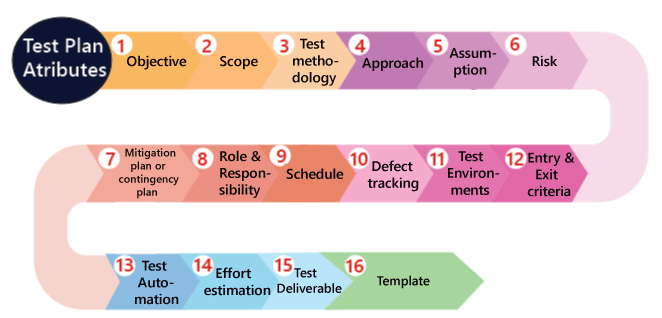 Test Plan
Atributes
1
Objective
2
Scope
3
Test
metho-
dology
4
Approach
5
Assum-
ption
6
Risk
7
Mitigation
plan or
contingency
plan
8
Role &
Respon-
sibility
9
Schedule
10
Defect
tracking
11
Test
Environ-
ments
12
Entry &
Exit
criteria
13
Test
Auto-
mation
14
Effort
estimation
15
Test
Deliverable
16
Template